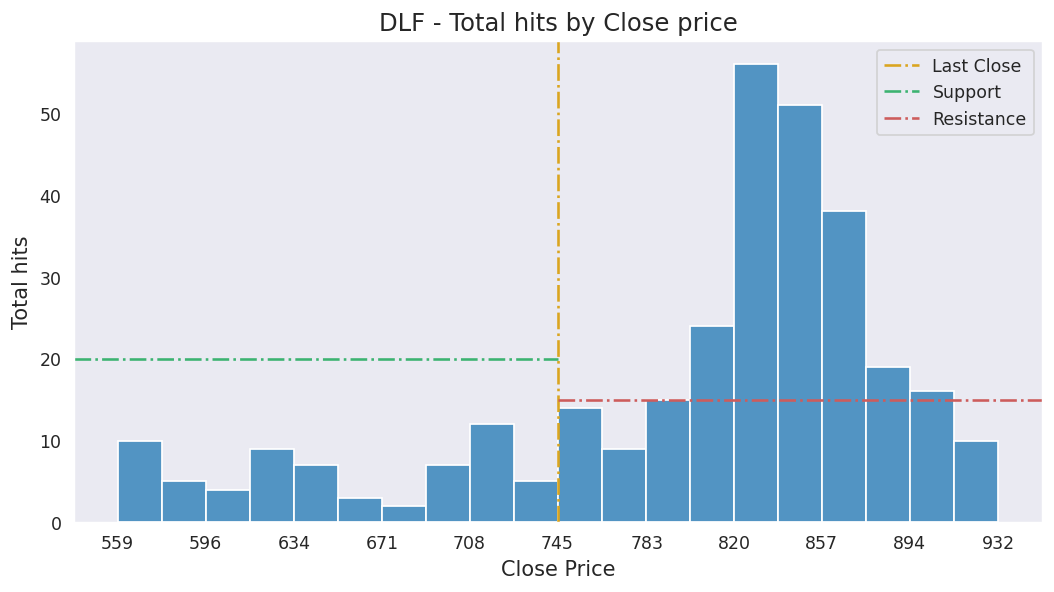 DLF - Total hits by Close price
Last Close
Support
Resistance
Total hits
50
40
30
20
10
0
559 596 634 671 708 745 783 820 857 894 932
Close Price